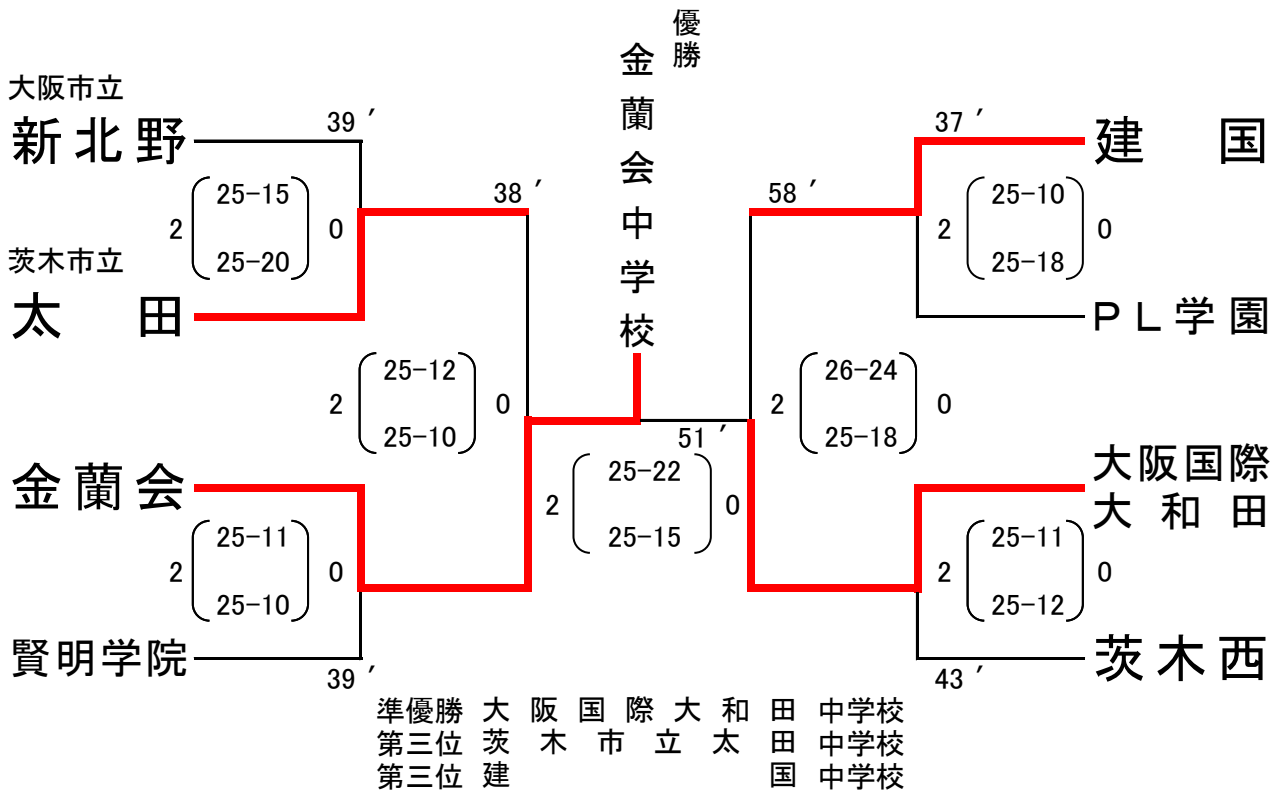 優勝
金蘭会中学校
大阪市立
新北野
39 ′
2 25-15 0
25-20
茨木市立
太田
38 ′
2 25-12 0
25-10
金蘭会
2 25-11 0
25-10
賢明学院
39 ′
51 ′
2 25-22 0
25-15
37 ′
建国
2 25-10 0
25-18
PL学園
58 ′
2 26-24 0
25-18
大阪国際
大和田
2 25-11 0
25-12
茨木西
43 ′
準優勝 大阪国際大和田 中学校
第三位 茨木市立太田 中学校
第三位 建国 中学校